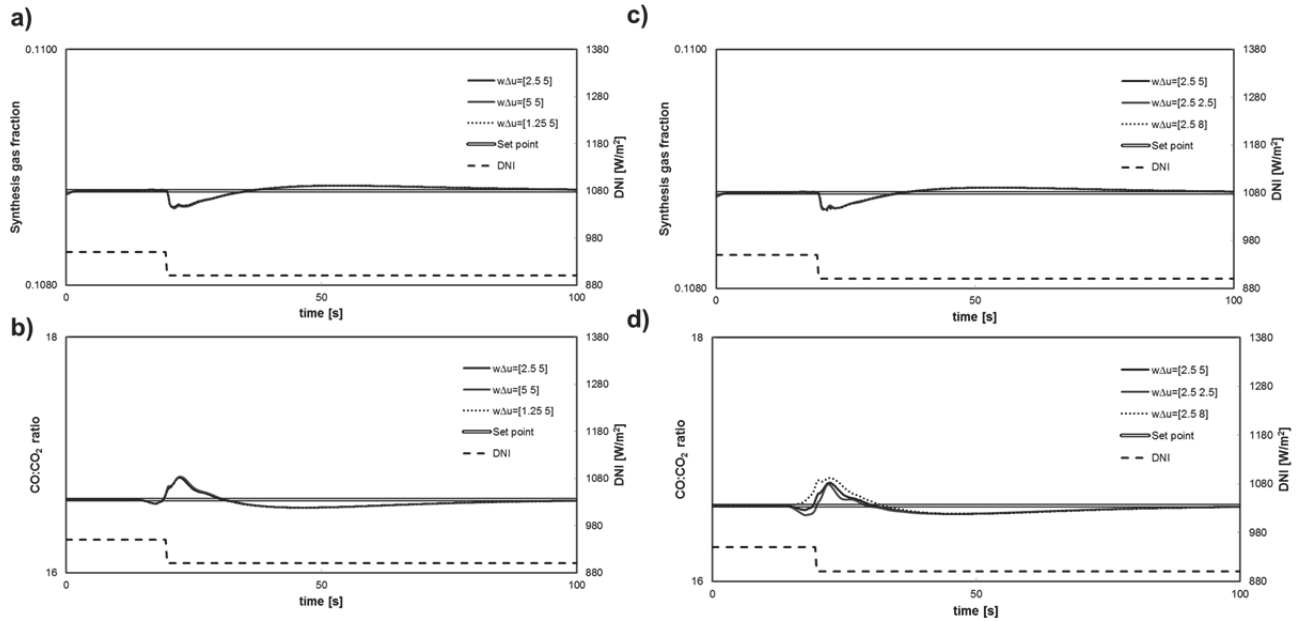 a)
0.1100
1380
wΔu=[2.5 5]
1280
wΔu=[5 5]
wΔu=[1.25 5]
1180
Set point
DNI
1080
980
0.1080
880
0
50
100
time [s]
Synthesis gas fraction
DNI [W/m²]
b)
18
1380
wΔu=[2.5 5]
1280
wΔu=[5 5]
wΔu=[1.25 5]
1180
Set point
DNI
1080
980
16
880
0
50
100
time [s]
CO:CO₂ ratio
DNI [W/m²]
c)
0.1100
1380
wΔu=[2.5 5]
1280
wΔu=[2.5 2.5]
wΔu=[2.5 8]
1180
Set point
DNI
1080
980
0.1080
880
0
50
100
time [s]
Synthesis gas fraction
DNI [W/m²]
d)
18
1380
wΔu=[2.5 5]
1280
wΔu=[2.5 2.5]
wΔu=[2.5 8]
1180
Set point
DNI
1080
980
16
880
0
50
100
time [s]
CO:CO₂ ratio
DNI [W/m²]